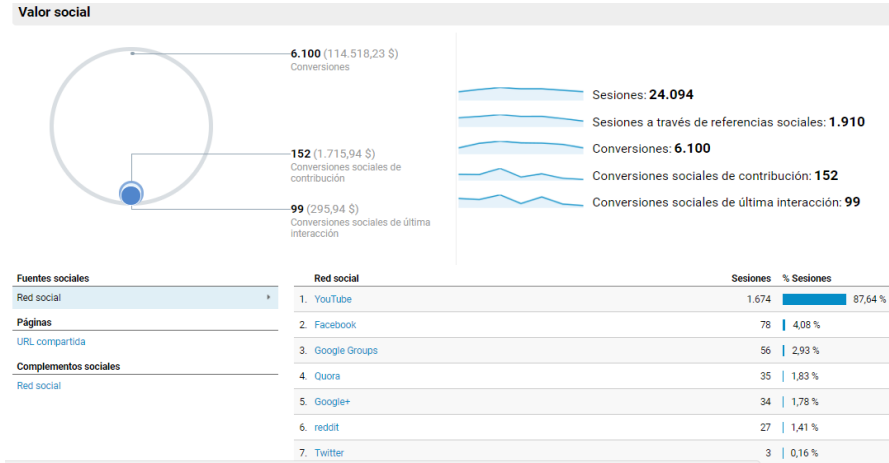 Valor social
6.100 (114.518,23 $)
Conversiones
152 (1.715,94 $)
Conversiones sociales de
contribución
99 (295,94 $)
Conversiones sociales de última
interacción
Sesiones: 24.094
Sesiones a través de referencias sociales: 1.910
Conversiones: 6.100
Conversiones sociales de contribución: 152
Conversiones sociales de última interacción: 99
Fuentes sociales
Red social
Páginas
URL compartida
Complementos sociales
Red social
Red social Sesiones % Sesiones
1. YouTube 1.674 87,64 %
2. Facebook 78 4,08 %
3. Google Groups 56 2,93 %
4. Quora 35 1,83 %
5. Google+ 34 1,78 %
6. reddit 27 1,41 %
7. Twitter 3 0,16 %